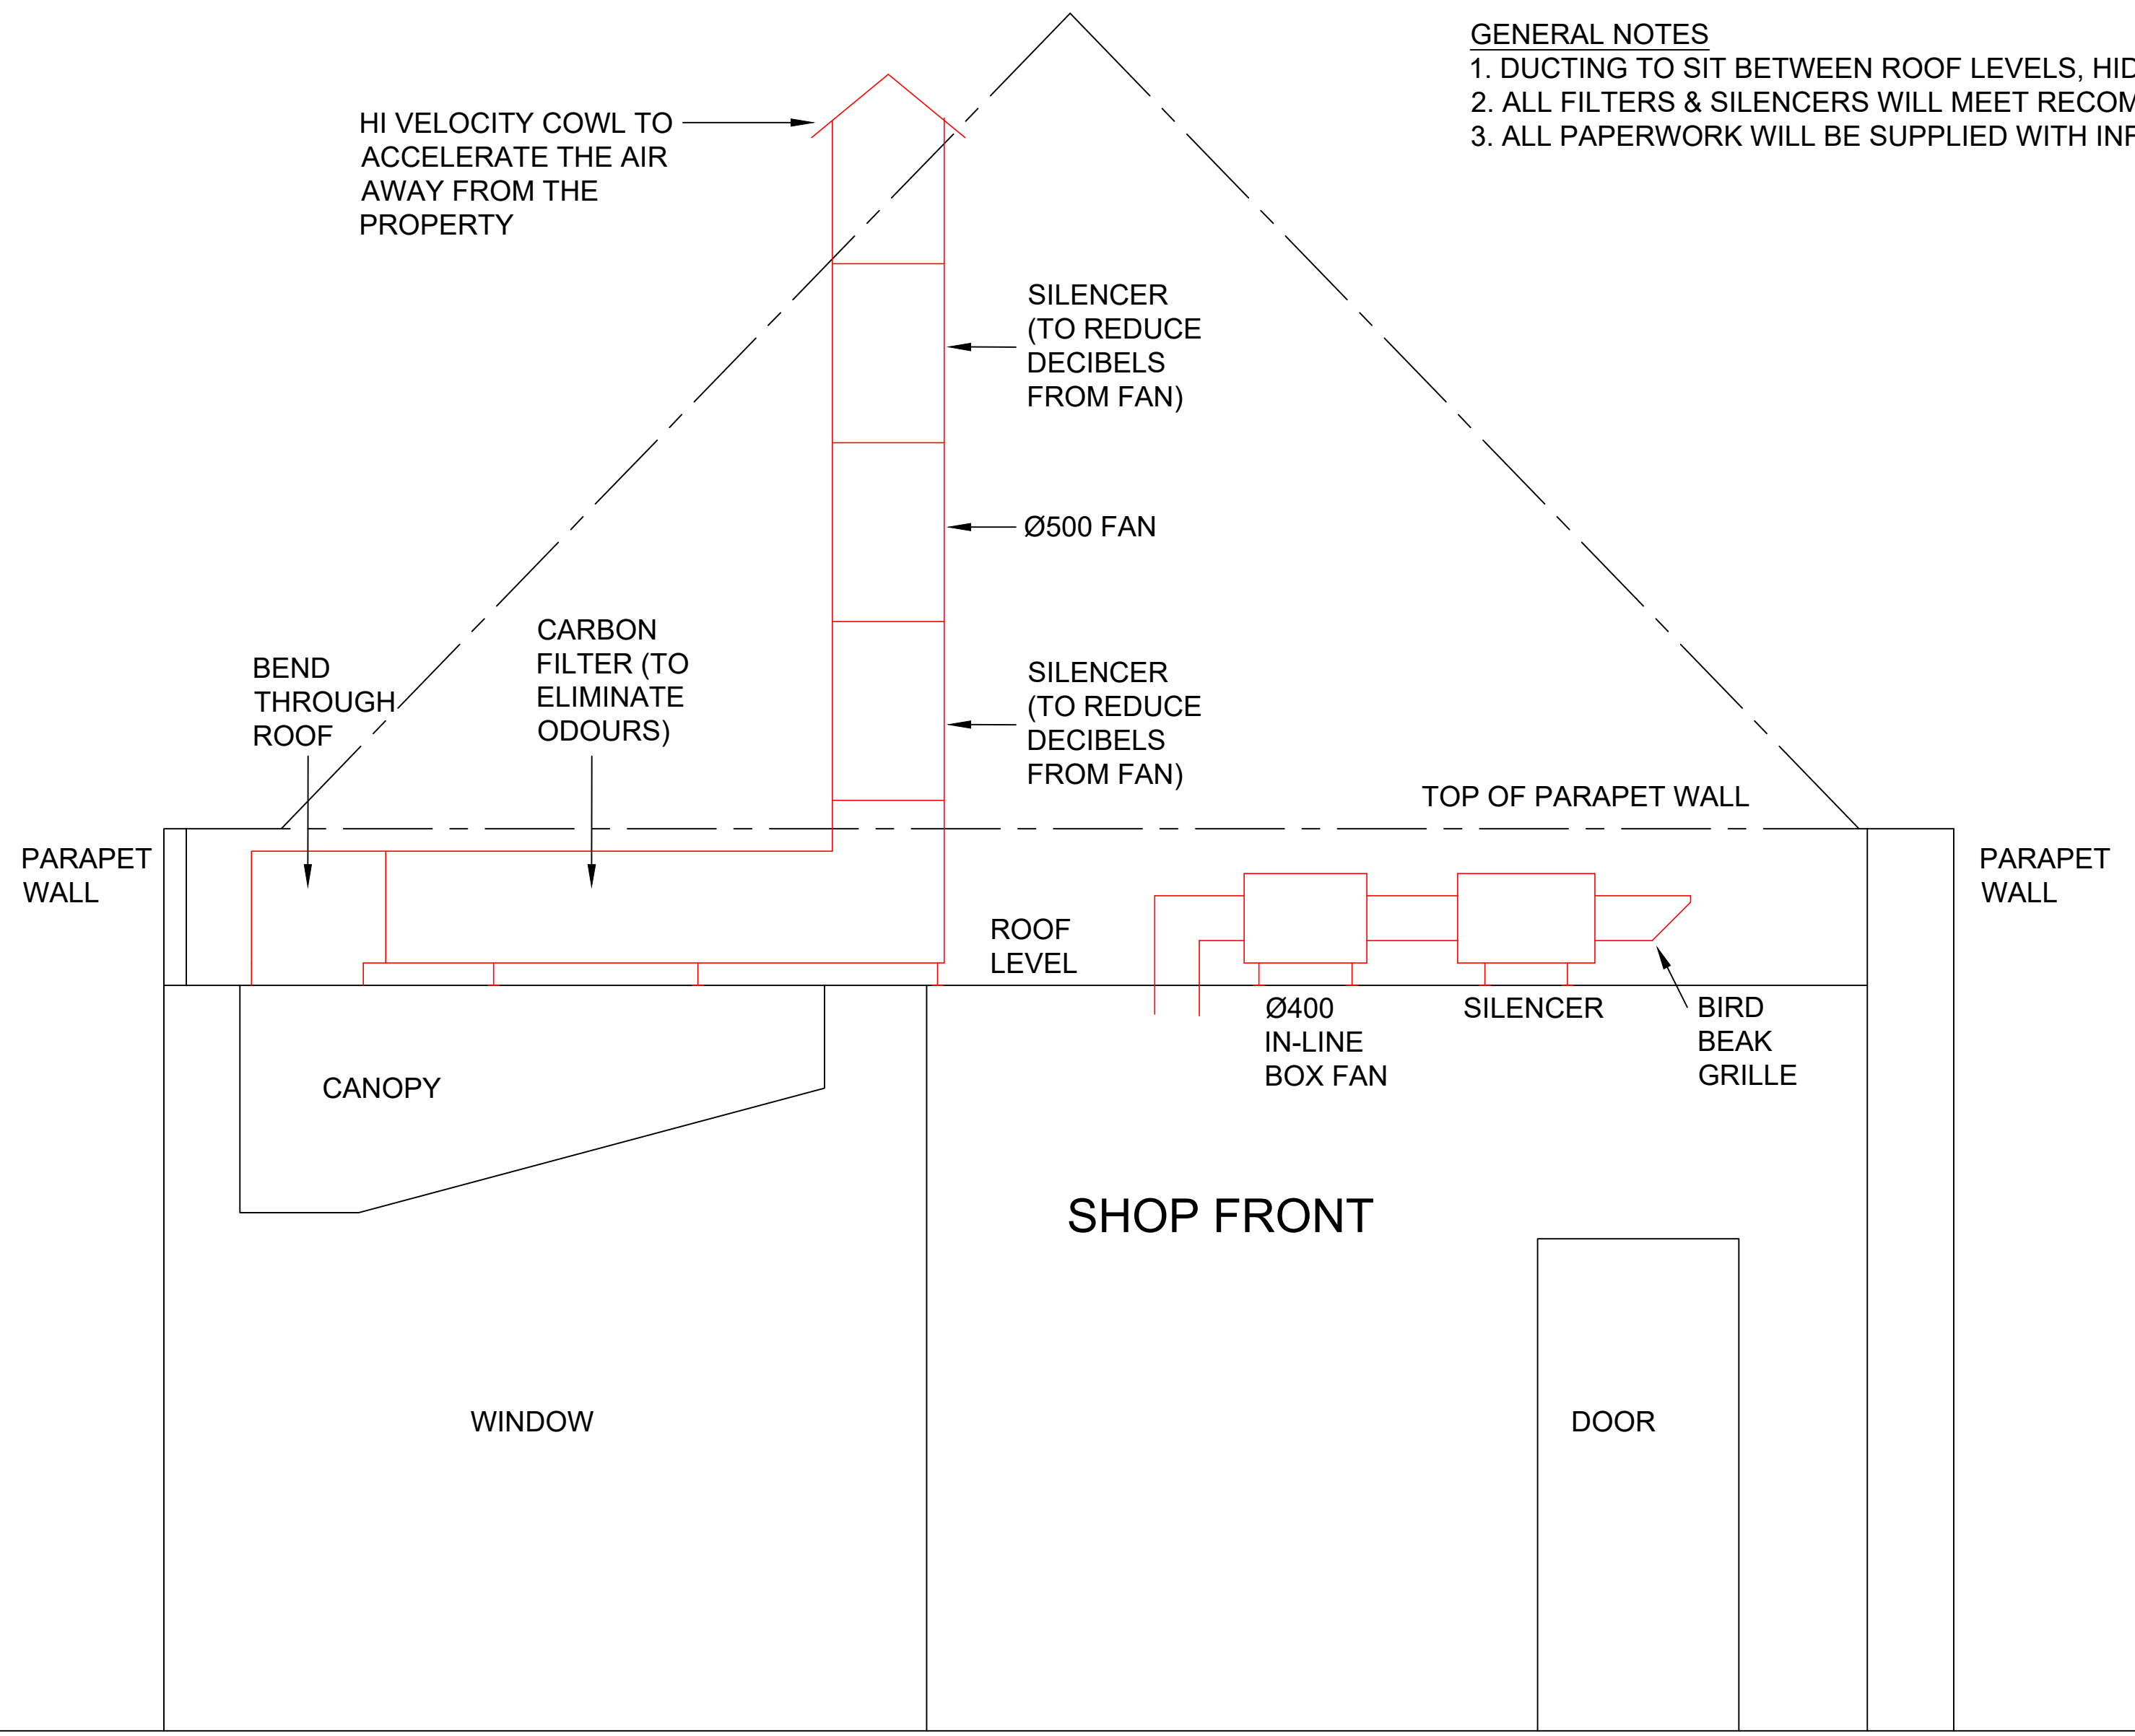 GENERAL NOTES
1. DUCTING TO SIT BETWEEN ROOF LEVELS,
2. ALL FILTERS & SILENCERS WILL MEET
3. ALL PAPERWORK WILL BE SUPPLIED WITH
HI VELOCITY COWL TO
ACCELERATE THE AIR
AWAY FROM THE
PROPERTY
SILENCER
(TO REDUCE
DECIBELS
FROM FAN)
Ø500 FAN
CARBON
FILTER (TO
ELIMINATE
ODOURS)
BEND
THROUGH
ROOF
SILENCER
(TO REDUCE
DECIBELS
FROM FAN)
TOP OF PARAPET WALL
PARAPET
WALL
PARAPET
WALL
ROOF
LEVEL
Ø400
IN-LINE
BOX FAN
SILENCER
BIRD
BEAK
GRILLE
CANOPY
SHOP FRONT
WINDOW
DOOR